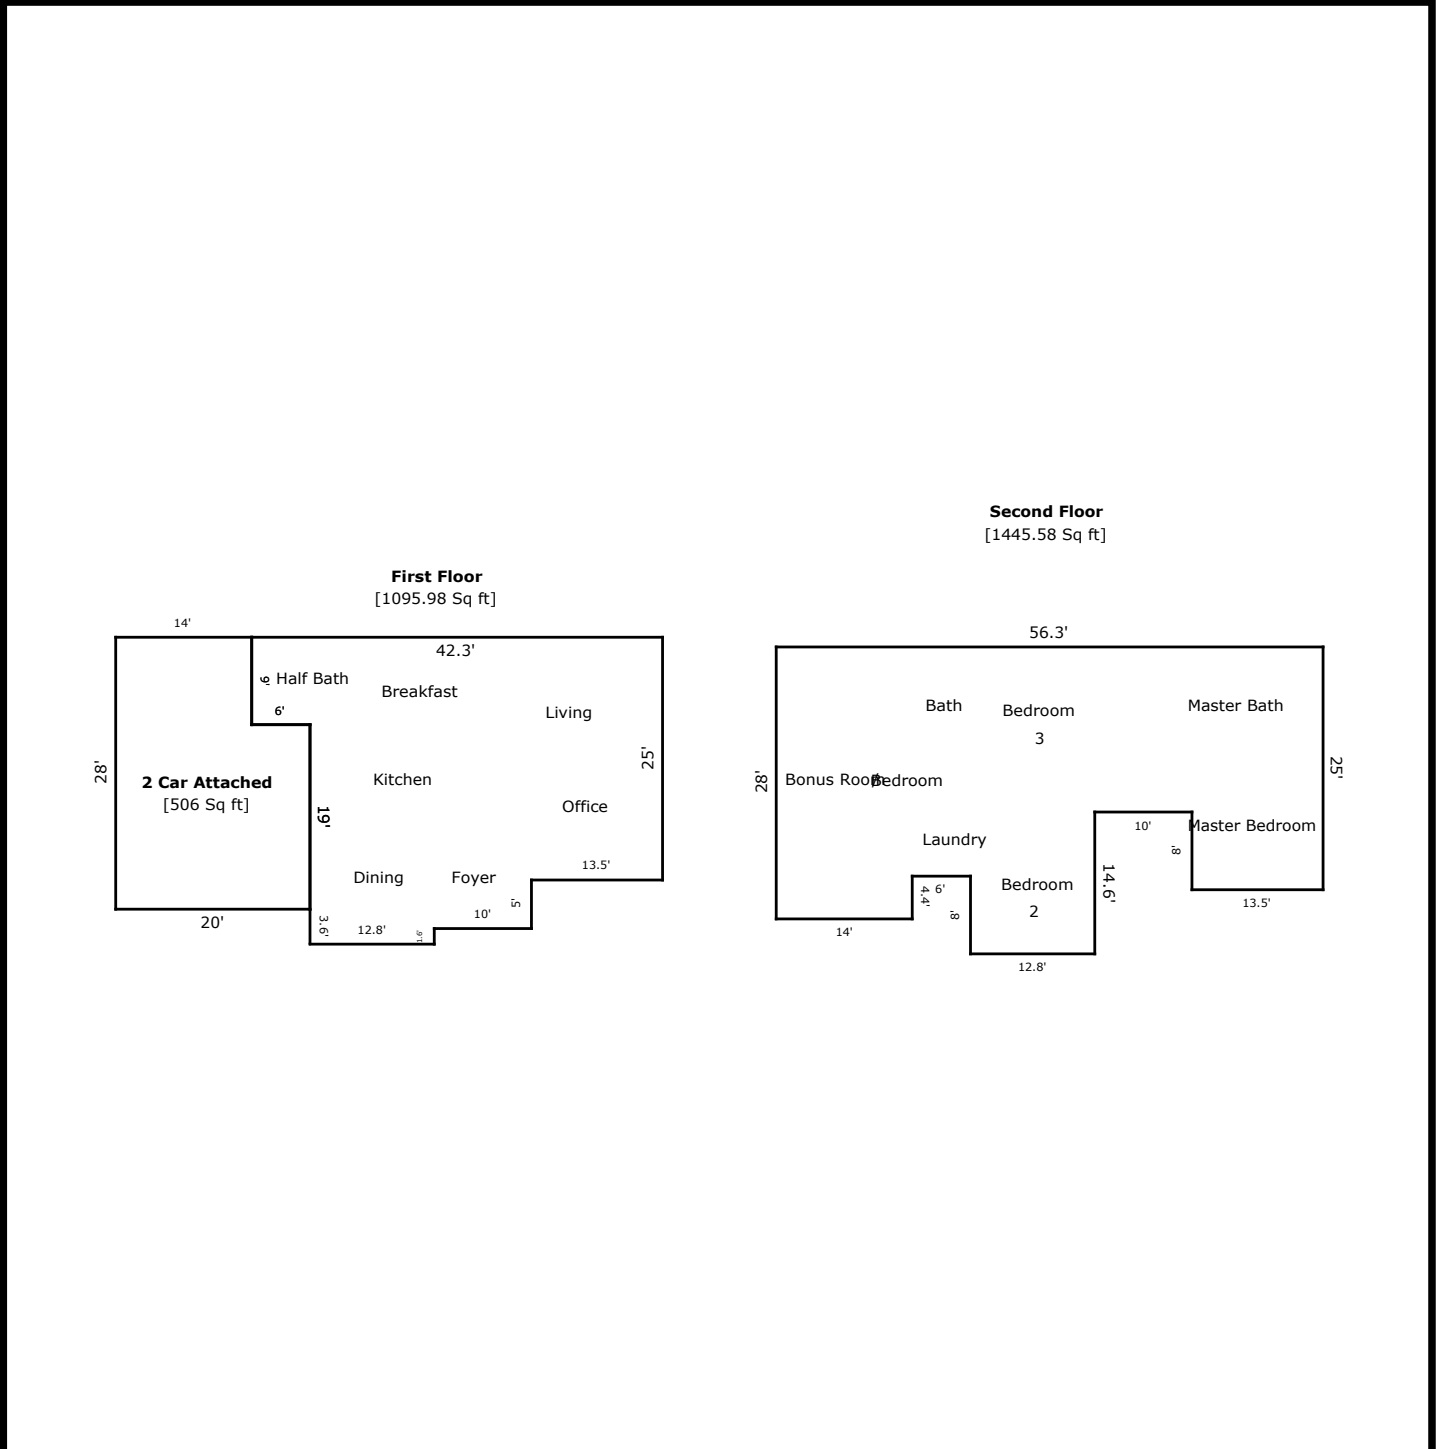 Second Floor
[1445.58 Sq ft]
First Floor
[1095.98 Sq ft]
14'
42.3'
9'
Half Bath
Breakfast
6'
Living
28'
25'
2 Car Attached
[506 Sq ft]
Kitchen
19'
Office
Dining
Foyer
13.5'
5'
20'
3.6'
12.8'
1.6'
10'
56.3'
Bath
Bedroom
3
Master Bath
28'
Bonus Room/
Bedroom
25'
Laundry
10'
8'
Master Bedroom
4.4'
6'
8'
Bedroom
2
14.6'
14'
13.5'
12.8'